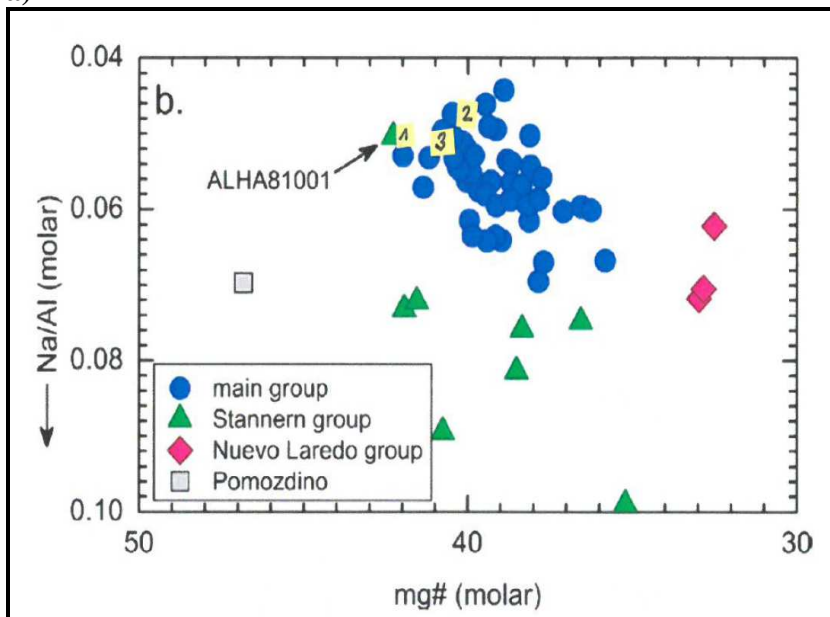 a)
0.04
b.
2
1
3
ALHA81001
0.06
Na/Al (molar)
0.08
main group
Stannern group
Nuevo Laredo group
Pomozdino
0.10
50
40
30
mg# (molar)